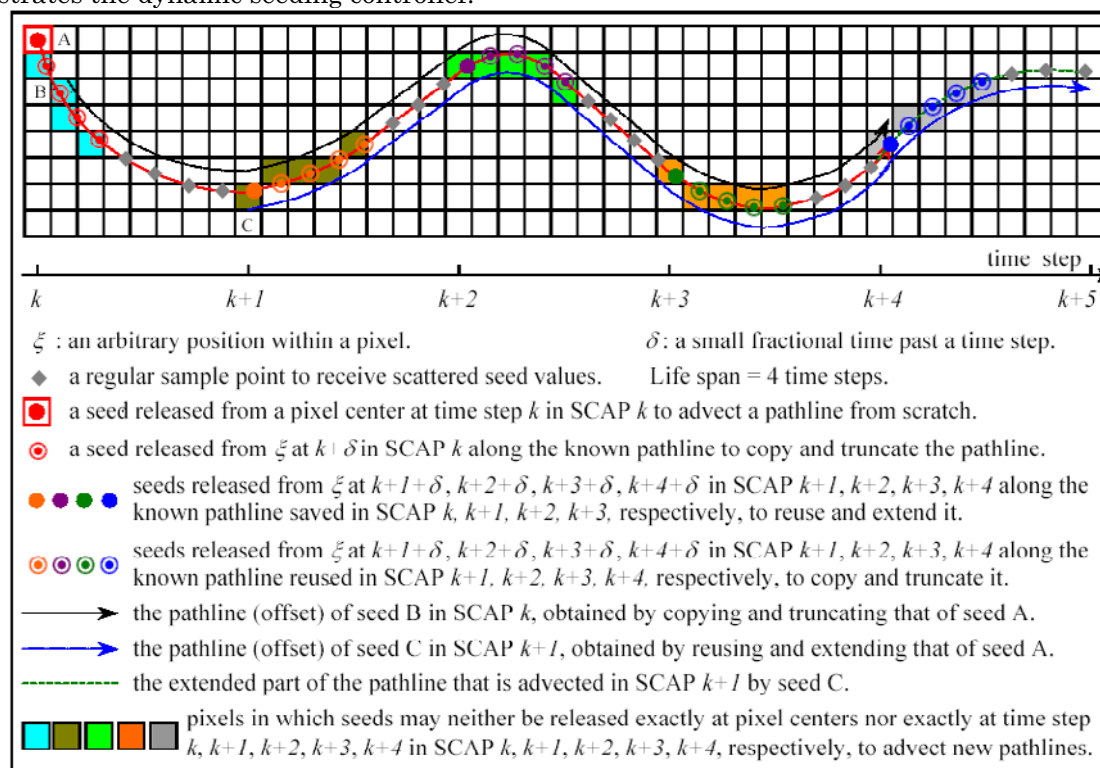 strates the dynamic seeding controller.
A
B
C
time step
k k+1 k+2 k+3 k+4 k+5
ξ : an arbitrary position within a pixel. δ : a small fractional time past a time step.
a regular sample point to receive scattered seed values. Life span = 4 time steps.
a seed released from a pixel center at time step k in SCAP k to advect a pathline from scratch.
a seed released from ξ at k+δ in SCAP k along the known pathline to copy and truncate the pathline.
seeds released from ξ at k+1+δ, k+2+δ, k+3+δ, k+4+δ in SCAP k+1, k+2, k+3, k+4 along the
known pathline saved in SCAP k, k+1, k+2, k+3, respectively, to reuse and extend it.
seeds released from ξ at k+1+δ, k+2+δ, k+3+δ, k+4+δ in SCAP k+1, k+2, k+3, k+4 along the
known pathline reused in SCAP k+1, k+2, k+3, k+4, respectively, to copy and truncate it.
the pathline (offset) of seed B in SCAP k, obtained by copying and truncating that of seed A.
the pathline (offset) of seed C in SCAP k+1, obtained by reusing and extending that of seed A.
the extended part of the pathline that is advected in SCAP k+1 by seed C.
pixels in which seeds may neither be released exactly at pixel centers nor exactly at time step
k, k+1, k+2, k+3, k+4 in SCAP k, k+1, k+2, k+3, k+4, respectively, to advect new pathlines.